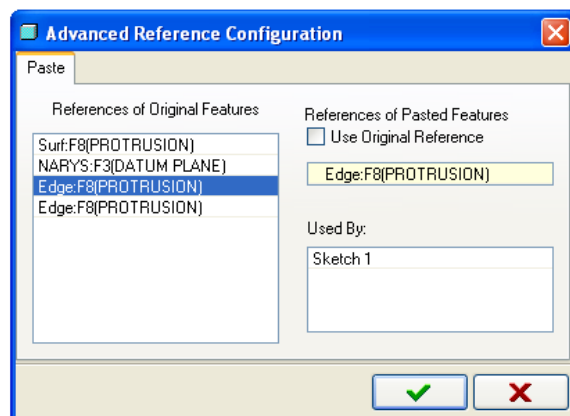 Advanced Reference Configuration
Paste
References of Original Features
Surf:F8(PROTRUSION)
NARYS:F3(DATUM PLANE)
Edge:F8(PROTRUSION)
Edge:F8(PROTRUSION)
References of Pasted Features
Use Original Reference
Edge:F8(PROTRUSION)
Used By:
Sketch 1